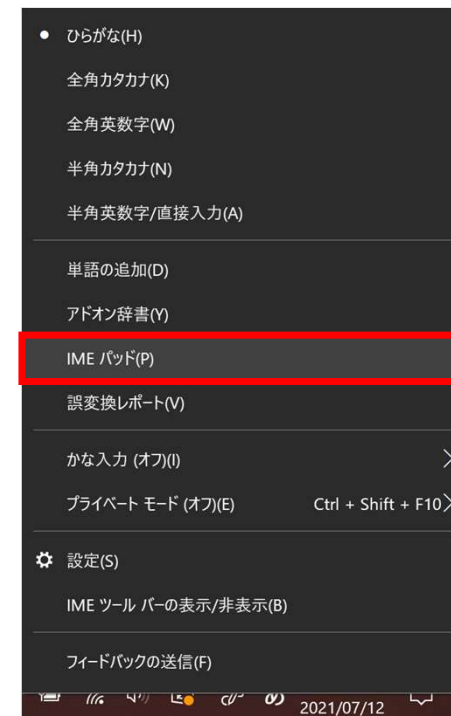 ひらがな(H)
全角カタカナ(K)
全角英数字(W)
半角カタカナ(N)
半角英数字/直接入力(A)
単語の追加(D)
アドオン辞書(Y)
IME パッド(P)
誤変換レポート(V)
かな入力 (オフ)(I)
プライベート モード (オフ)(E) Ctrl + Shift + F10
設定(S)
IME ツール バーの表示/非表示(B)
フィードバックの送信(F)
2021/07/12